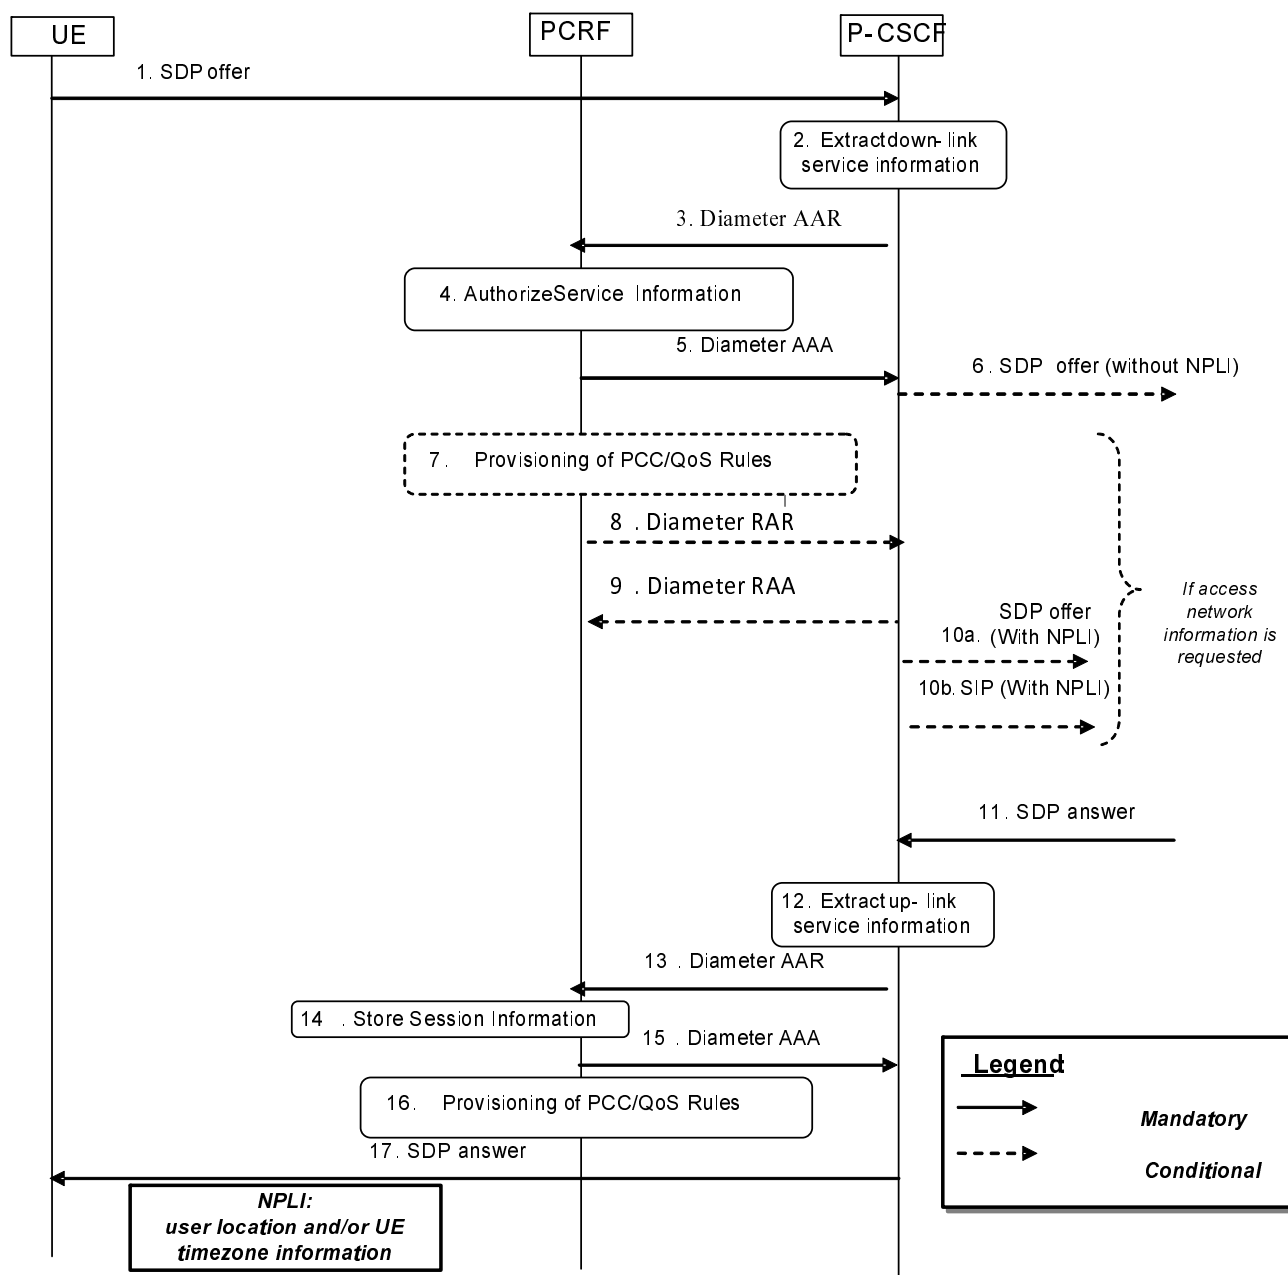 UE
PCRF
P-CSCF
1. SDP offer
2. Extractdown-link
service information
3. Diameter AAR
4. AuthorizeService Information
5. Diameter AAA
6. SDP offer (without NPLI)
7. Provisioning of PCC/QoS Rules
8 . Diameter RAR
9 . Diameter RAA
If access
network
information is
requested
SDP offer
10a. (With NPLI)
10b. SIP (With NPLI)
11. SDP answer
12. Extract up-link
service information
13 . Diameter AAR
14 . Store Session Information
15 . Diameter AAA
16. Provisioning of PCC/QoS Rules
17. SDP answer
NPLI:
user location and/or UE
timezone information
Legend:
Mandatory
Conditional